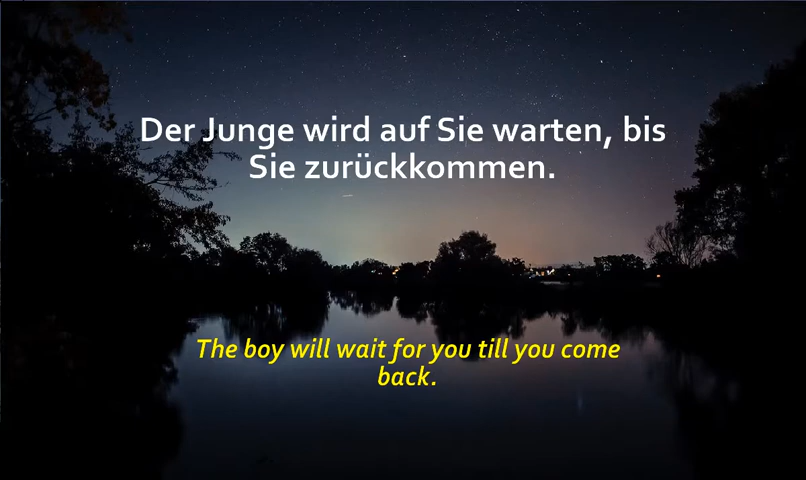 Der Junge wird auf Sie warten, bis
Sie zurückkommen.
The boy will wait for you till you come
back.